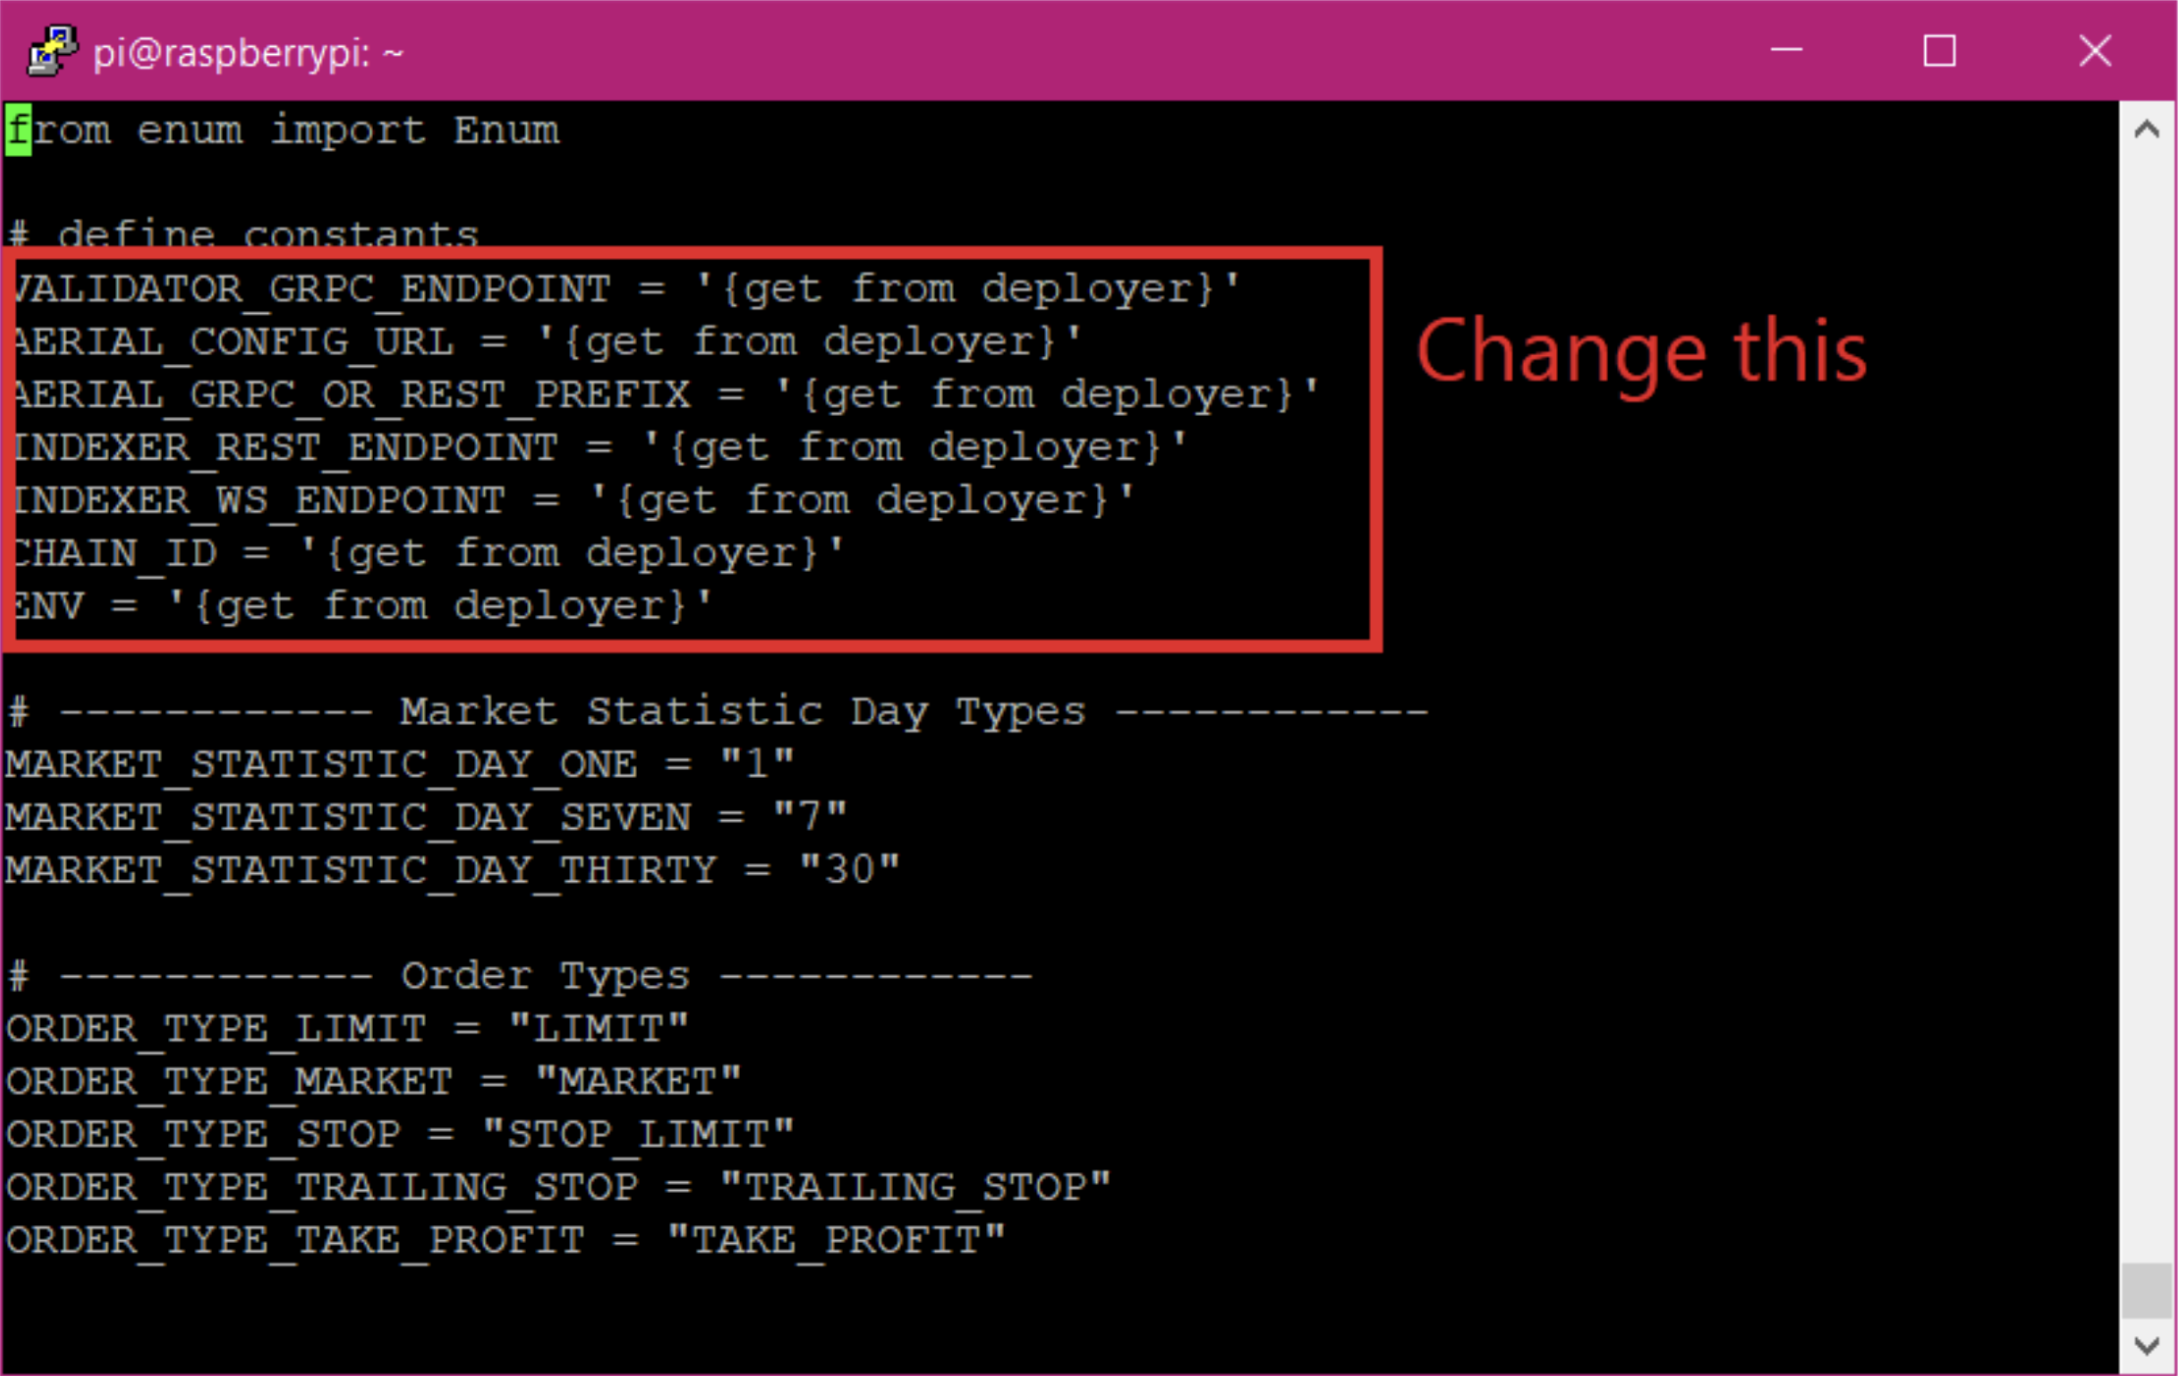 pi@raspberrypi: ~
from enum import Enum
# define constants
VALIDATOR_GRPC_ENDPOINT = '{get from deployer}'
AERIAL_CONFIG_URL = '{get from deployer}'
AERIAL_GRPC_OR_REST_PREFIX = '{get from deployer}'
INDEXER_REST_ENDPOINT = '{get from deployer}'
INDEXER_WS_ENDPOINT = '{get from deployer}'
CHAIN_ID = '{get from deployer}'
ENV = '{get from deployer}'
Change this
# ------------ Market Statistic Day Types ------------
MARKET_STATISTIC_DAY_ONE = "1"
MARKET_STATISTIC_DAY_SEVEN = "7"
MARKET_STATISTIC_DAY_THIRTY = "30"
# ------------ Order Types ------------
ORDER_TYPE_LIMIT = "LIMIT"
ORDER_TYPE_MARKET = "MARKET"
ORDER_TYPE_STOP = "STOP_LIMIT"
ORDER_TYPE_TRAILING_STOP = "TRAILING_STOP"
ORDER_TYPE_TAKE_PROFIT = "TAKE_PROFIT"